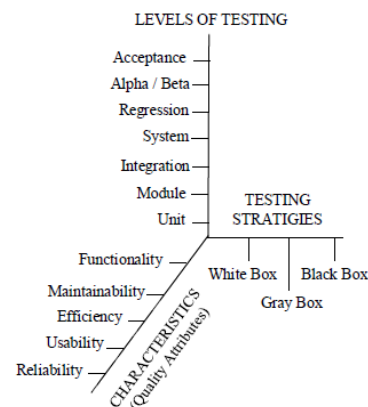 LEVELS OF TESTING
Acceptance
Alpha / Beta
Regression
System
Integration
Module
Unit
TESTING
STRATIGIES
White Box
Gray Box
Black Box
Functionality
Maintainability
Efficiency
Usability
Reliability
CHARACTERISTICS
(Quality Attributes)